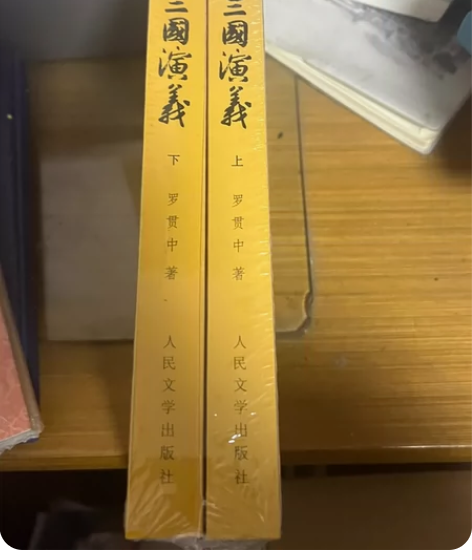 三國演義
下
罗贯中 著
人民文学出版社
三國演義
上
罗贯中 著
人民文学出版社